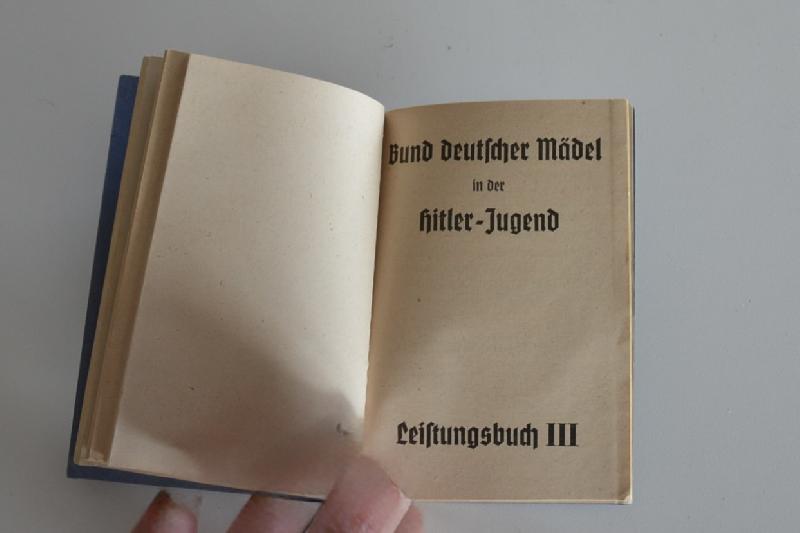 Bund deutscher Mädel
in der
Hitler-Jugend
Leistungsbuch III